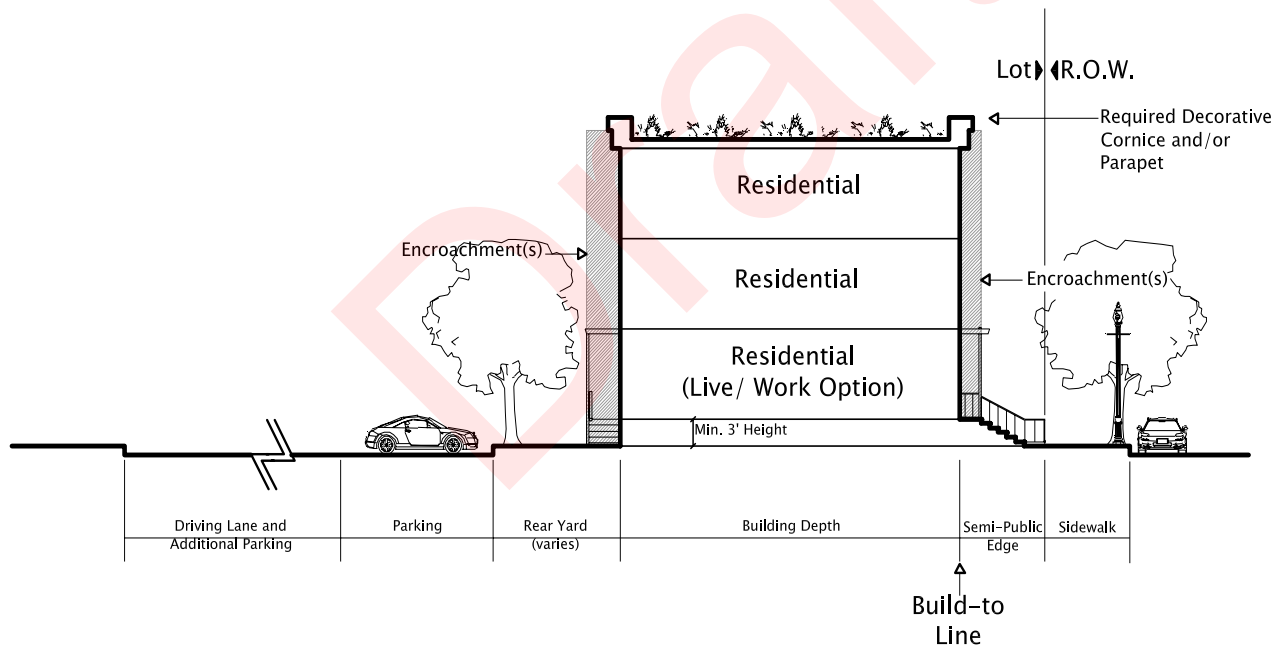 Lot R.O.W.
Required Decorative
Cornice and/or
Parapet
Residential
Encroachment(s)
Residential
Encroachment(s)
Residential
(Live/ Work Option)
Min. 3' Height
Driving Lane and
Additional Parking
Parking
Rear Yard
(varies)
Building Depth
Semi-Public
Edge
Sidewalk
Build-to
Line